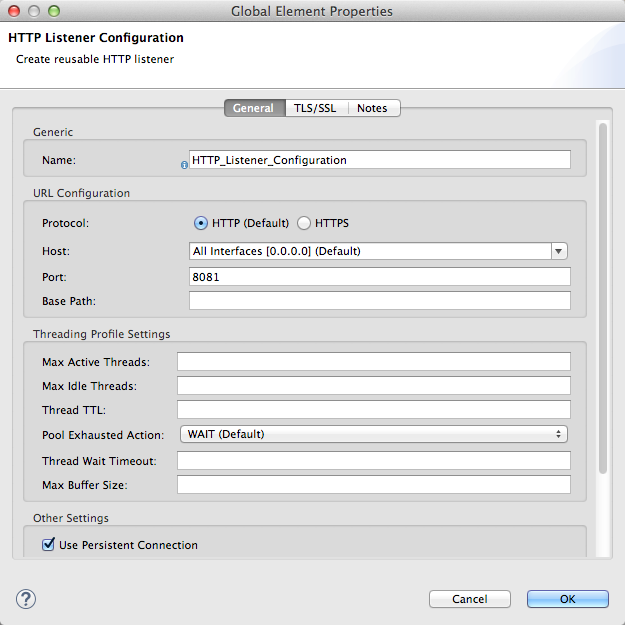 Global Element Properties
HTTP Listener Configuration
Create reusable HTTP listener
General TLS/SSL Notes
Generic
Name: HTTP_Listener_Configuration
URL Configuration
Protocol: HTTP (Default) HTTPS
Host: All Interfaces [0.0.0.0] (Default)
Port: 8081
Base Path:
Threading Profile Settings
Max Active Threads:
Max Idle Threads:
Thread TTL:
Pool Exhausted Action: WAIT (Default)
Thread Wait Timeout:
Max Buffer Size:
Other Settings
Use Persistent Connection
? Cancel OK